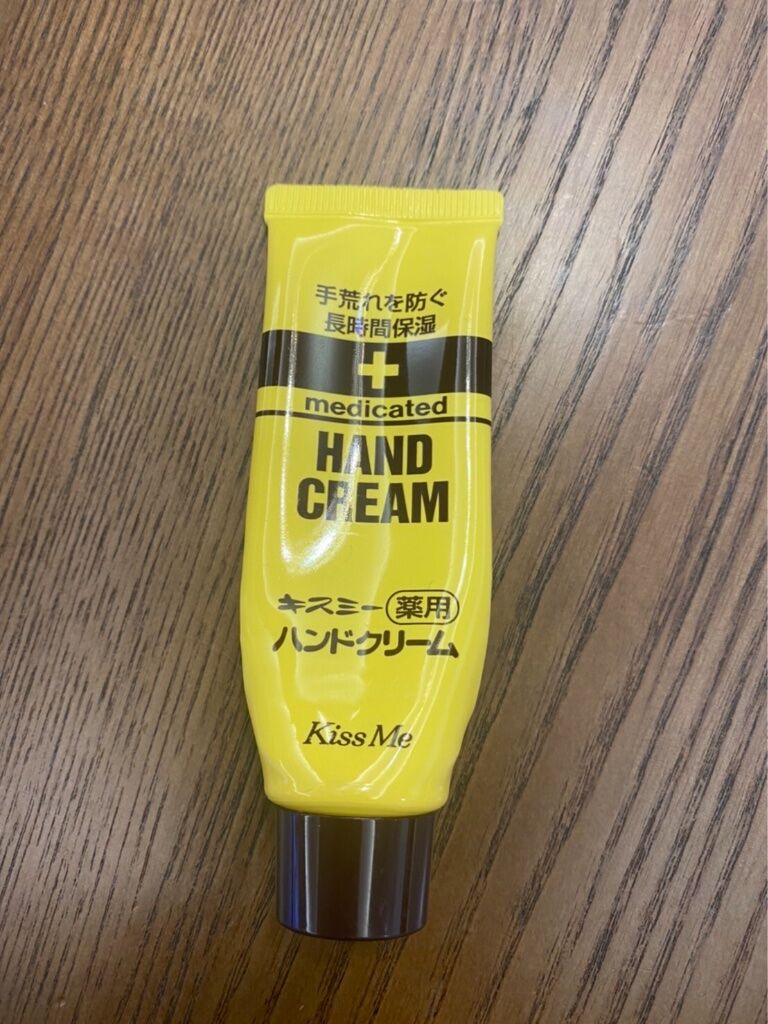 手荒れを防ぐ
長時間保湿
medicated
HAND
CREAM
キスミー薬用
ハンドクリーム
Kiss Me